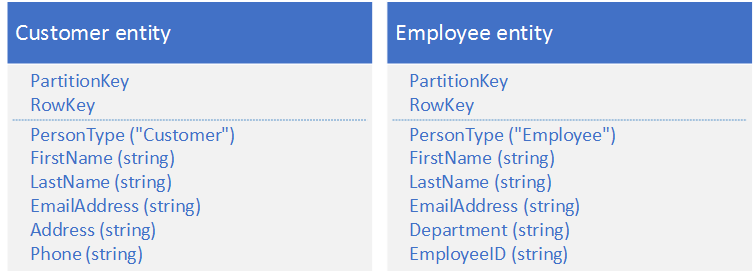 Customer entity
PartitionKey
RowKey
PersonType ("Customer")
FirstName (string)
LastName (string)
EmailAddress (string)
Address (string)
Phone (string)
Employee entity
PartitionKey
RowKey
PersonType ("Employee")
FirstName (string)
LastName (string)
EmailAddress (string)
Department (string)
EmployeeID (string)